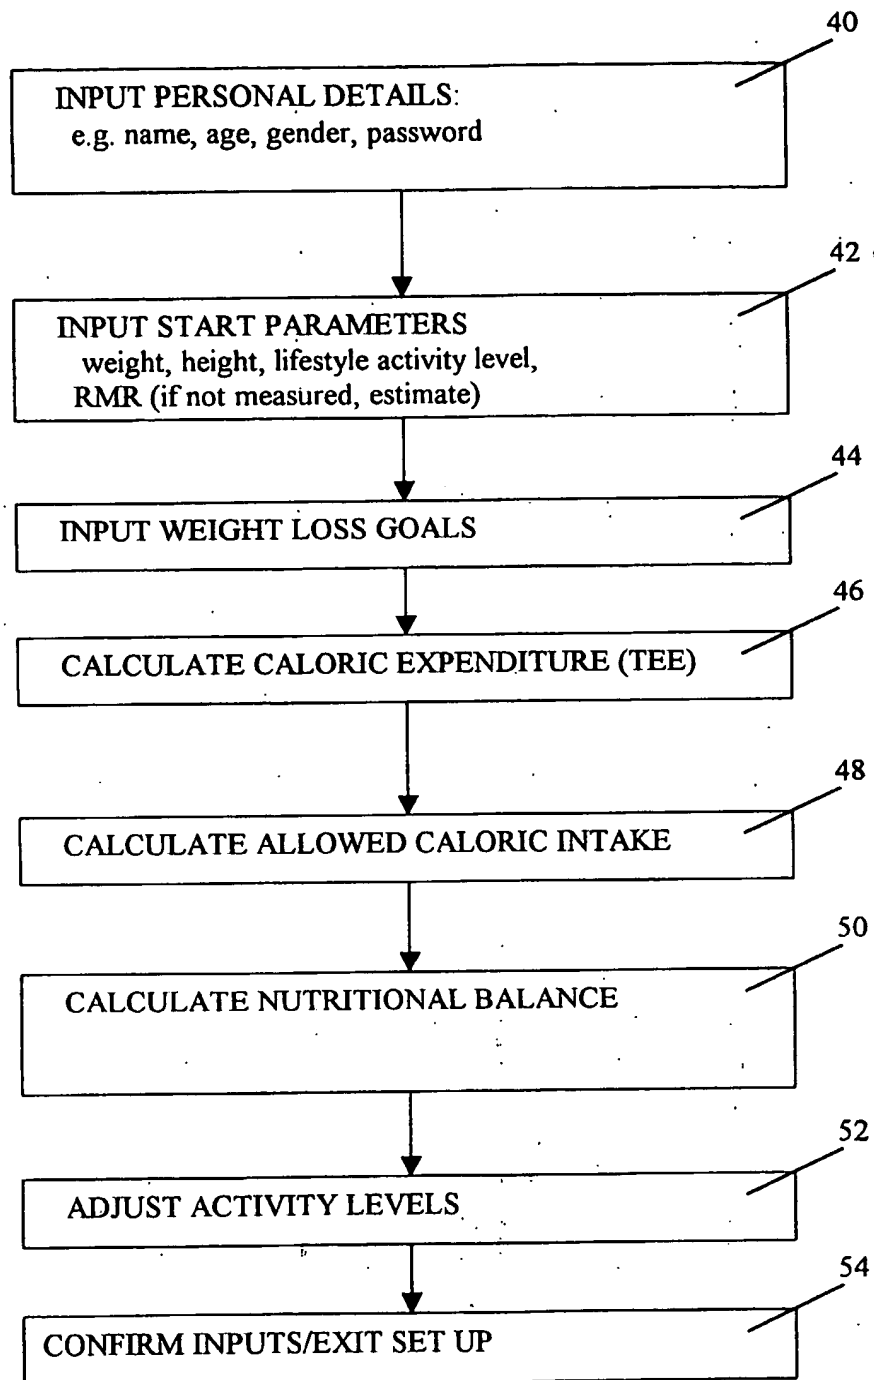 40
INPUT PERSONAL DETAILS:
e.g. name, age, gender, password
42
INPUT START PARAMETERS
weight, height, lifestyle activity level,
RMR (if not measured, estimate)
44
INPUT WEIGHT LOSS GOALS
46
CALCULATE CALORIC EXPENDITURE (TEE)
48
CALCULATE ALLOWED CALORIC INTAKE
50
CALCULATE NUTRITIONAL BALANCE
52
ADJUST ACTIVITY LEVELS
54
CONFIRM INPUTS/EXIT SET UP